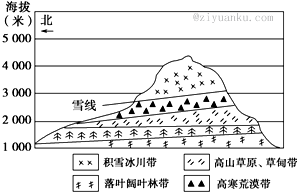 海拔
(米)
@ziyuanku.com
北
5 000
4 000
雪线
3 000
2 000
1 000
积雪冰川带
高山草原、草甸带
落叶阔叶林带
高寒荒漠带